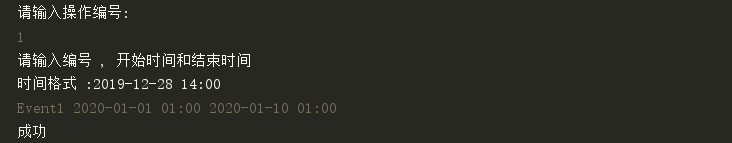 请输入操作编号:
1
请输入编号 , 开始时间和结束时间
时间格式 :2019-12-28 14:00
Event1 2020-01-01 01:00 2020-01-10 01:00
成功